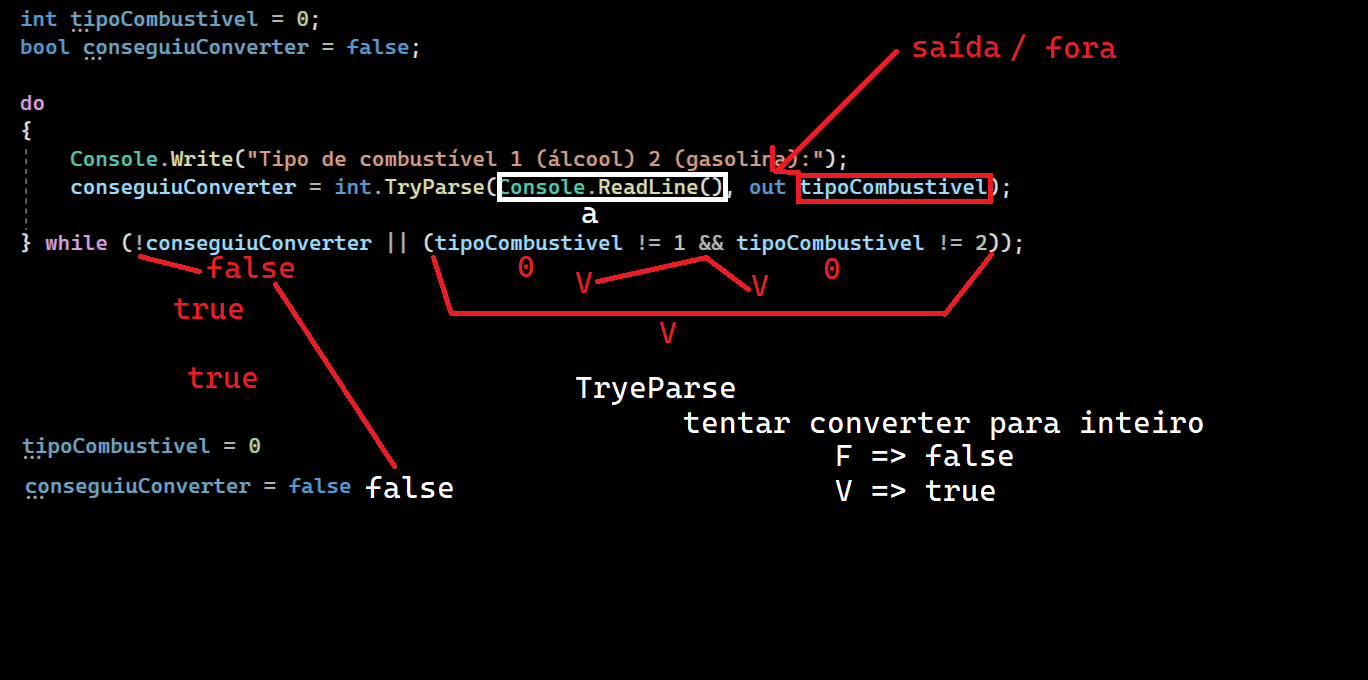 int tipoCombustivel = 0;
bool conseguiuConverter = false;
saída / fora
do
{
Console.Write("Tipo de combustível 1 (álcool) 2 (gasolina):");
conseguiuConverter = int.TryParse(Console.ReadLine(), out tipoCombustivel);
a
} while (!conseguiuConverter || (tipoCombustivel != 1 && tipoCombustivel != 2));
false 0 V V 0
true
V
true
TryeParse
tentar converter para inteiro
tipoCombustivel = 0
F => false
conseguiuConverter = false false
V => true